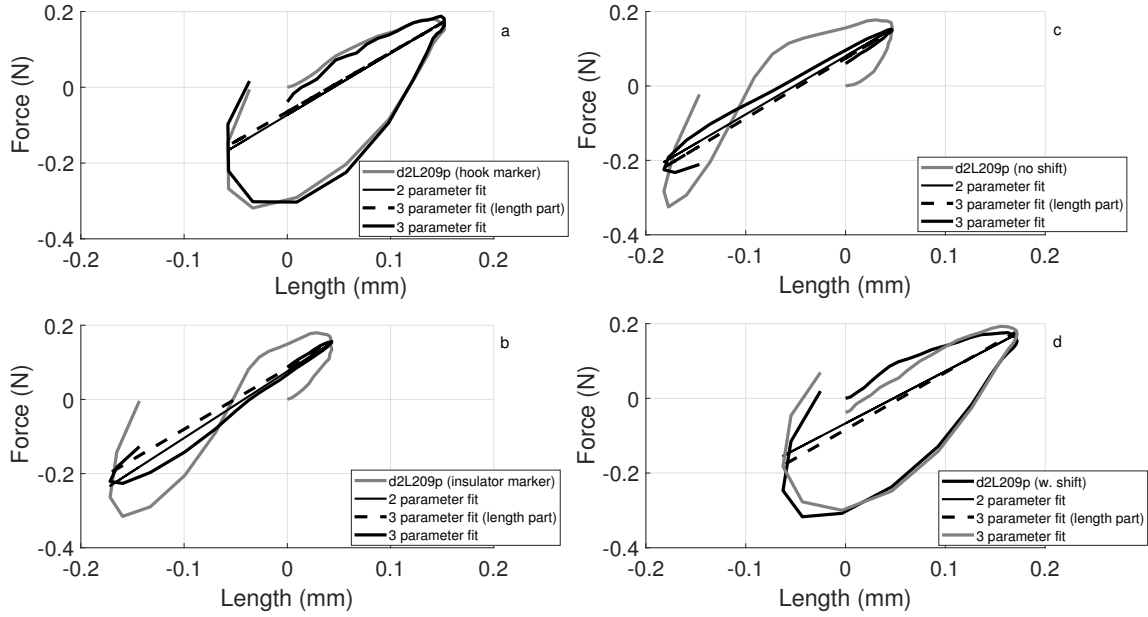 a
0.2
0
-0.2
-0.4
Force (N)
-0.2
-0.1
0
0.1
0.2
Length (mm)
d2L209p (hook marker)
2 parameter fit
3 parameter fit (length part)
3 parameter fit
c
0.2
0
-0.2
-0.4
Force (N)
-0.2
-0.1
0
0.1
0.2
Length (mm)
d2L209p (no shift)
2 parameter fit
3 parameter fit (length part)
3 parameter fit
b
0.2
0
-0.2
-0.4
Force (N)
-0.2
-0.1
0
0.1
0.2
Length (mm)
d2L209p (insulator marker)
2 parameter fit
3 parameter fit (length part)
3 parameter fit
d
0.2
0
-0.2
-0.4
Force (N)
-0.2
-0.1
0
0.1
0.2
Length (mm)
d2L209p (w. shift)
2 parameter fit
3 parameter fit (length part)
3 parameter fit